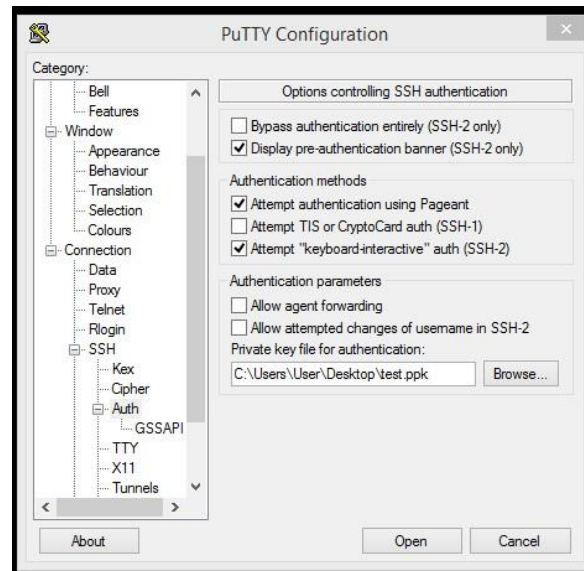 PuTTY Configuration
Category:
Bell
Features
Window
Appearance
Behaviour
Translation
Selection
Colours
Connection
Data
Proxy
Telnet
Rlogin
SSH
Kex
Cipher
Auth
GSSAPI
TTY
X11
Tunnels
Options controlling SSH authentication
Bypass authentication entirely (SSH-2 only)
Display pre-authentication banner (SSH-2 only)
Authentication methods
Attempt authentication using Pageant
Attempt TIS or CryptoCard auth (SSH-1)
Attempt "keyboard-interactive" auth (SSH-2)
Authentication parameters
Allow agent forwarding
Allow attempted changes of username in SSH-2
Private key file for authentication:
C:\Users\User\Desktop\test.ppk
Browse...
About
Open
Cancel